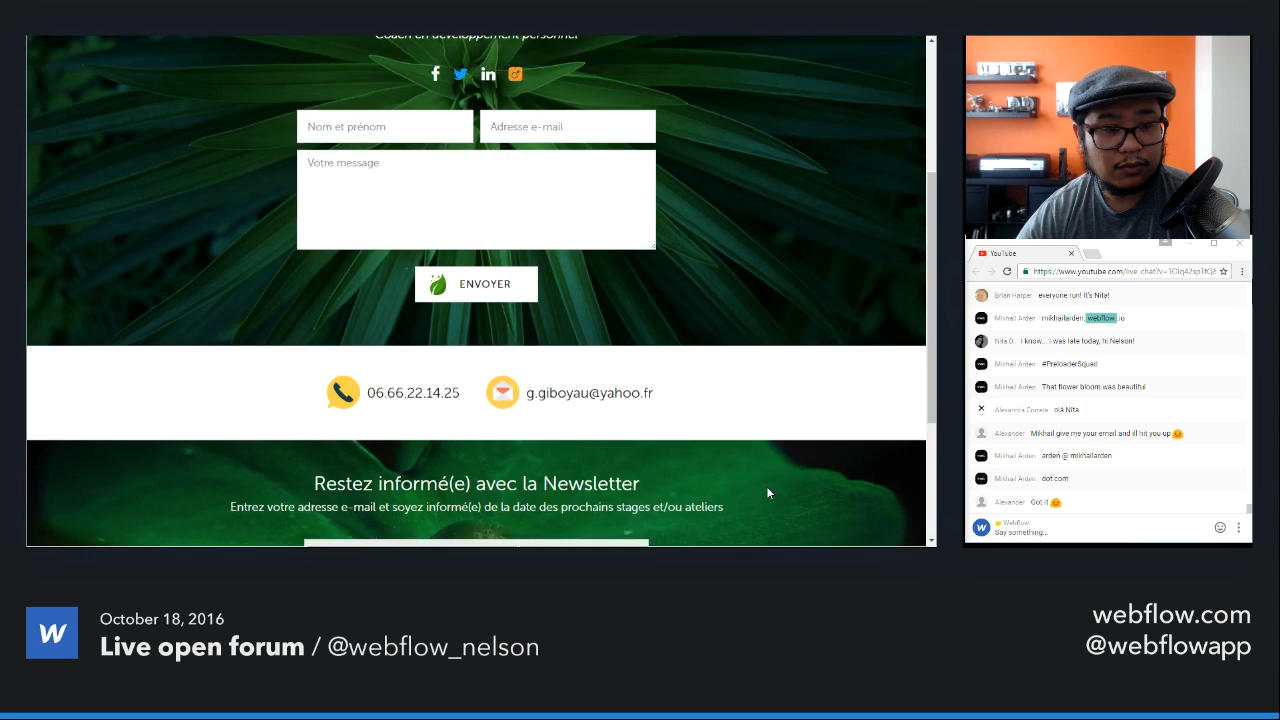 Coach en développement personnel
Nom et prénom
Adresse e-mail
Votre message
ENVOYER
06.66.22.14.25
g.giboyau@yahoo.fr
Restez informé(e) avec la Newsletter
Entrez votre adresse e-mail et soyez informé(e) de la date des prochains stages et/ou ateliers
YouTube
Brian Harper everyone run! It's Nita!
Mikhail Arden mikhailarden.webflow.io
Nita D. I know... I was late today, hi Nelson!
Mikhail Arden #PreloaderSquad
Mikhail Arden That flower bloom was beautiful
Alexandra Correia olá Nita
Alexander Mikhail give me your email and ill hit you up
Mikhail Arden arden @ mikhailarden
Mikhail Arden dot com
Alexander Got it
Webflow
Say something...
October 18, 2016
Live open forum / @webflow_nelson
webflow.com
@webflowapp